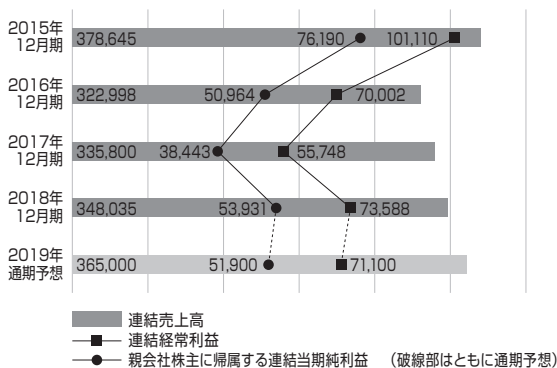 2015年
12月期
378,645 76,190 101,110
2016年
12月期
322,998 50,964 70,002
2017年
12月期
335,800 38,443 55,748
2018年
12月期
348,035 53,931 73,588
2019年
通期予想
365,000 51,900 71,100
連結売上高
連結経常利益
親会社株主に帰属する連結当期純利益 （破線部はともに通期予想）